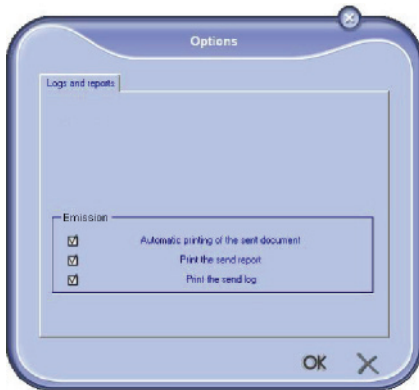 Options
Logs and reports
Emission
Automatic printing of the sent document
Print the send report
Print the send log
OK